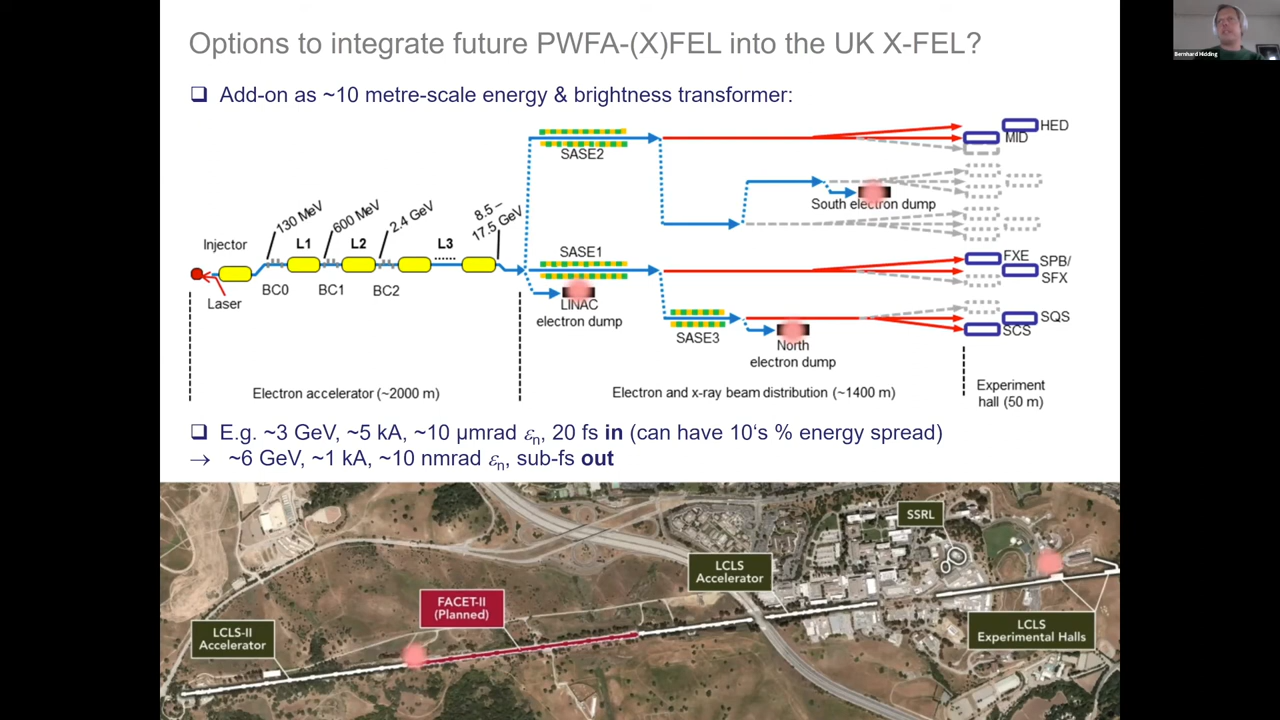 Options to integrate future PWFA-(X)FEL into the UK X-FEL?
Bernhard Hidding
❑ Add-on as ~10 metre-scale energy & brightness transformer:
Injector
Laser
130 MeV
600 MeV
2.4 GeV
8.5 –
17.5 GeV
L1
L2
L3
......
BC0
BC1
BC2
SASE2
SASE1
LINAC
electron dump
SASE3
North
electron dump
South electron dump
HED
MID
FXE
SPB/
SFX
SQS
SCS
Electron accelerator (~2000 m)
Electron and x-ray beam distribution (~1400 m)
Experiment
hall (50 m)
❑ E.g. ~3 GeV, ~5 kA, ~10 µmrad εn, 20 fs in (can have 10's % energy spread)
→ ~6 GeV, ~1 kA, ~10 nmrad εn, sub-fs out
SSRL
LCLS
Accelerator
FACET-II
(Planned)
LCLS-II
Accelerator
LCLS
Experimental Halls